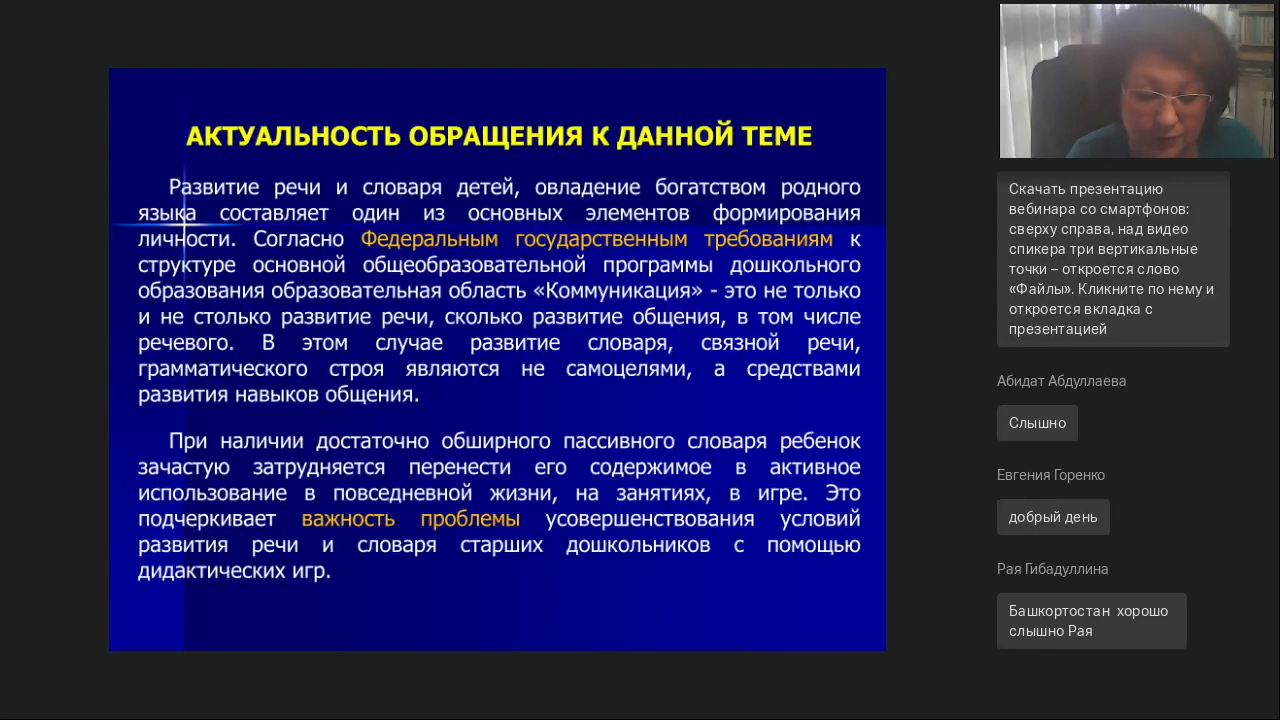 АКТУАЛЬНОСТЬ ОБРАЩЕНИЯ К ДАННОЙ ТЕМЕ
Развитие речи и словаря детей, овладение богатством родного
языка составляет один из основных элементов формирования
личности. Согласно Федеральным государственным требованиям к
структуре основной общеобразовательной программы дошкольного
образования образовательная область «Коммуникация» - это не только
и не столько развитие речи, сколько развитие общения, в том числе
речевого. В этом случае развитие словаря, связной речи,
грамматического строя являются не самоцелями, а средствами
развития навыков общения.
При наличии достаточно обширного пассивного словаря ребенок
зачастую затрудняется перенести его содержимое в активное
использование в повседневной жизни, на занятиях, в игре. Это
подчеркивает важность проблемы усовершенствования условий
развития речи и словаря старших дошкольников с помощью
дидактических игр.
Скачать презентацию
вебинара со смартфонов:
сверху справа, над видео
спикера три вертикальные
точки – откроется слово
«Файлы». Кликните по нему и
откроется вкладка с
презентацией
Абидат Абдуллаева
Слышно
Евгения Горенко
добрый день
Рая Гибадуллина
Башкортостан хорошо
слышно Рая